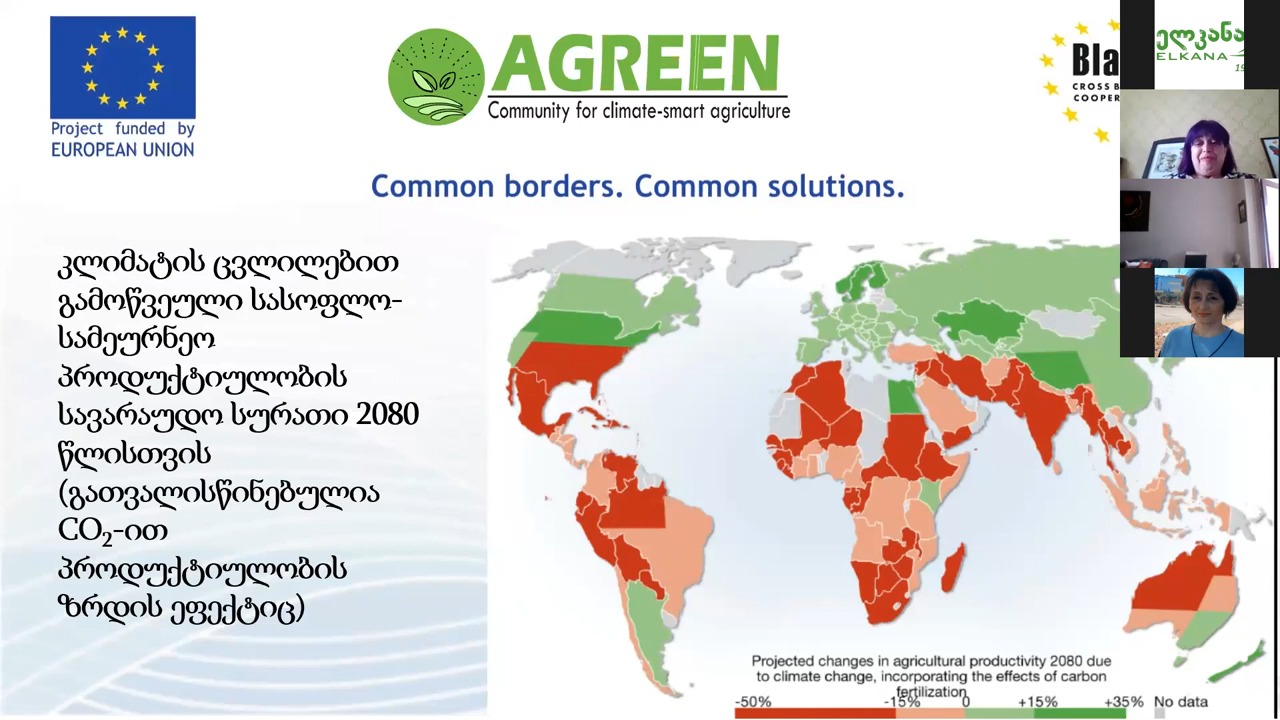 Project funded by
EUROPEAN UNION
AGREEN
Community for climate-smart agriculture
Common borders. Common solutions.
ელკანა
ELKANA
კლიმატის ცვლილებით
გამოწვეული სასოფლო-
სამეურნეო
პროდუქტიულობის
სავარაუდო სურათი 2080
წლისთვის
(გათვალისწინებულია
CO₂-ით
პროდუქტიულობის
ზრდის ეფექტიც)
Projected changes in agricultural productivity 2080 due
to climate change, incorporating the effects of carbon
fertilization
-50% -15% 0 +15% +35% No data